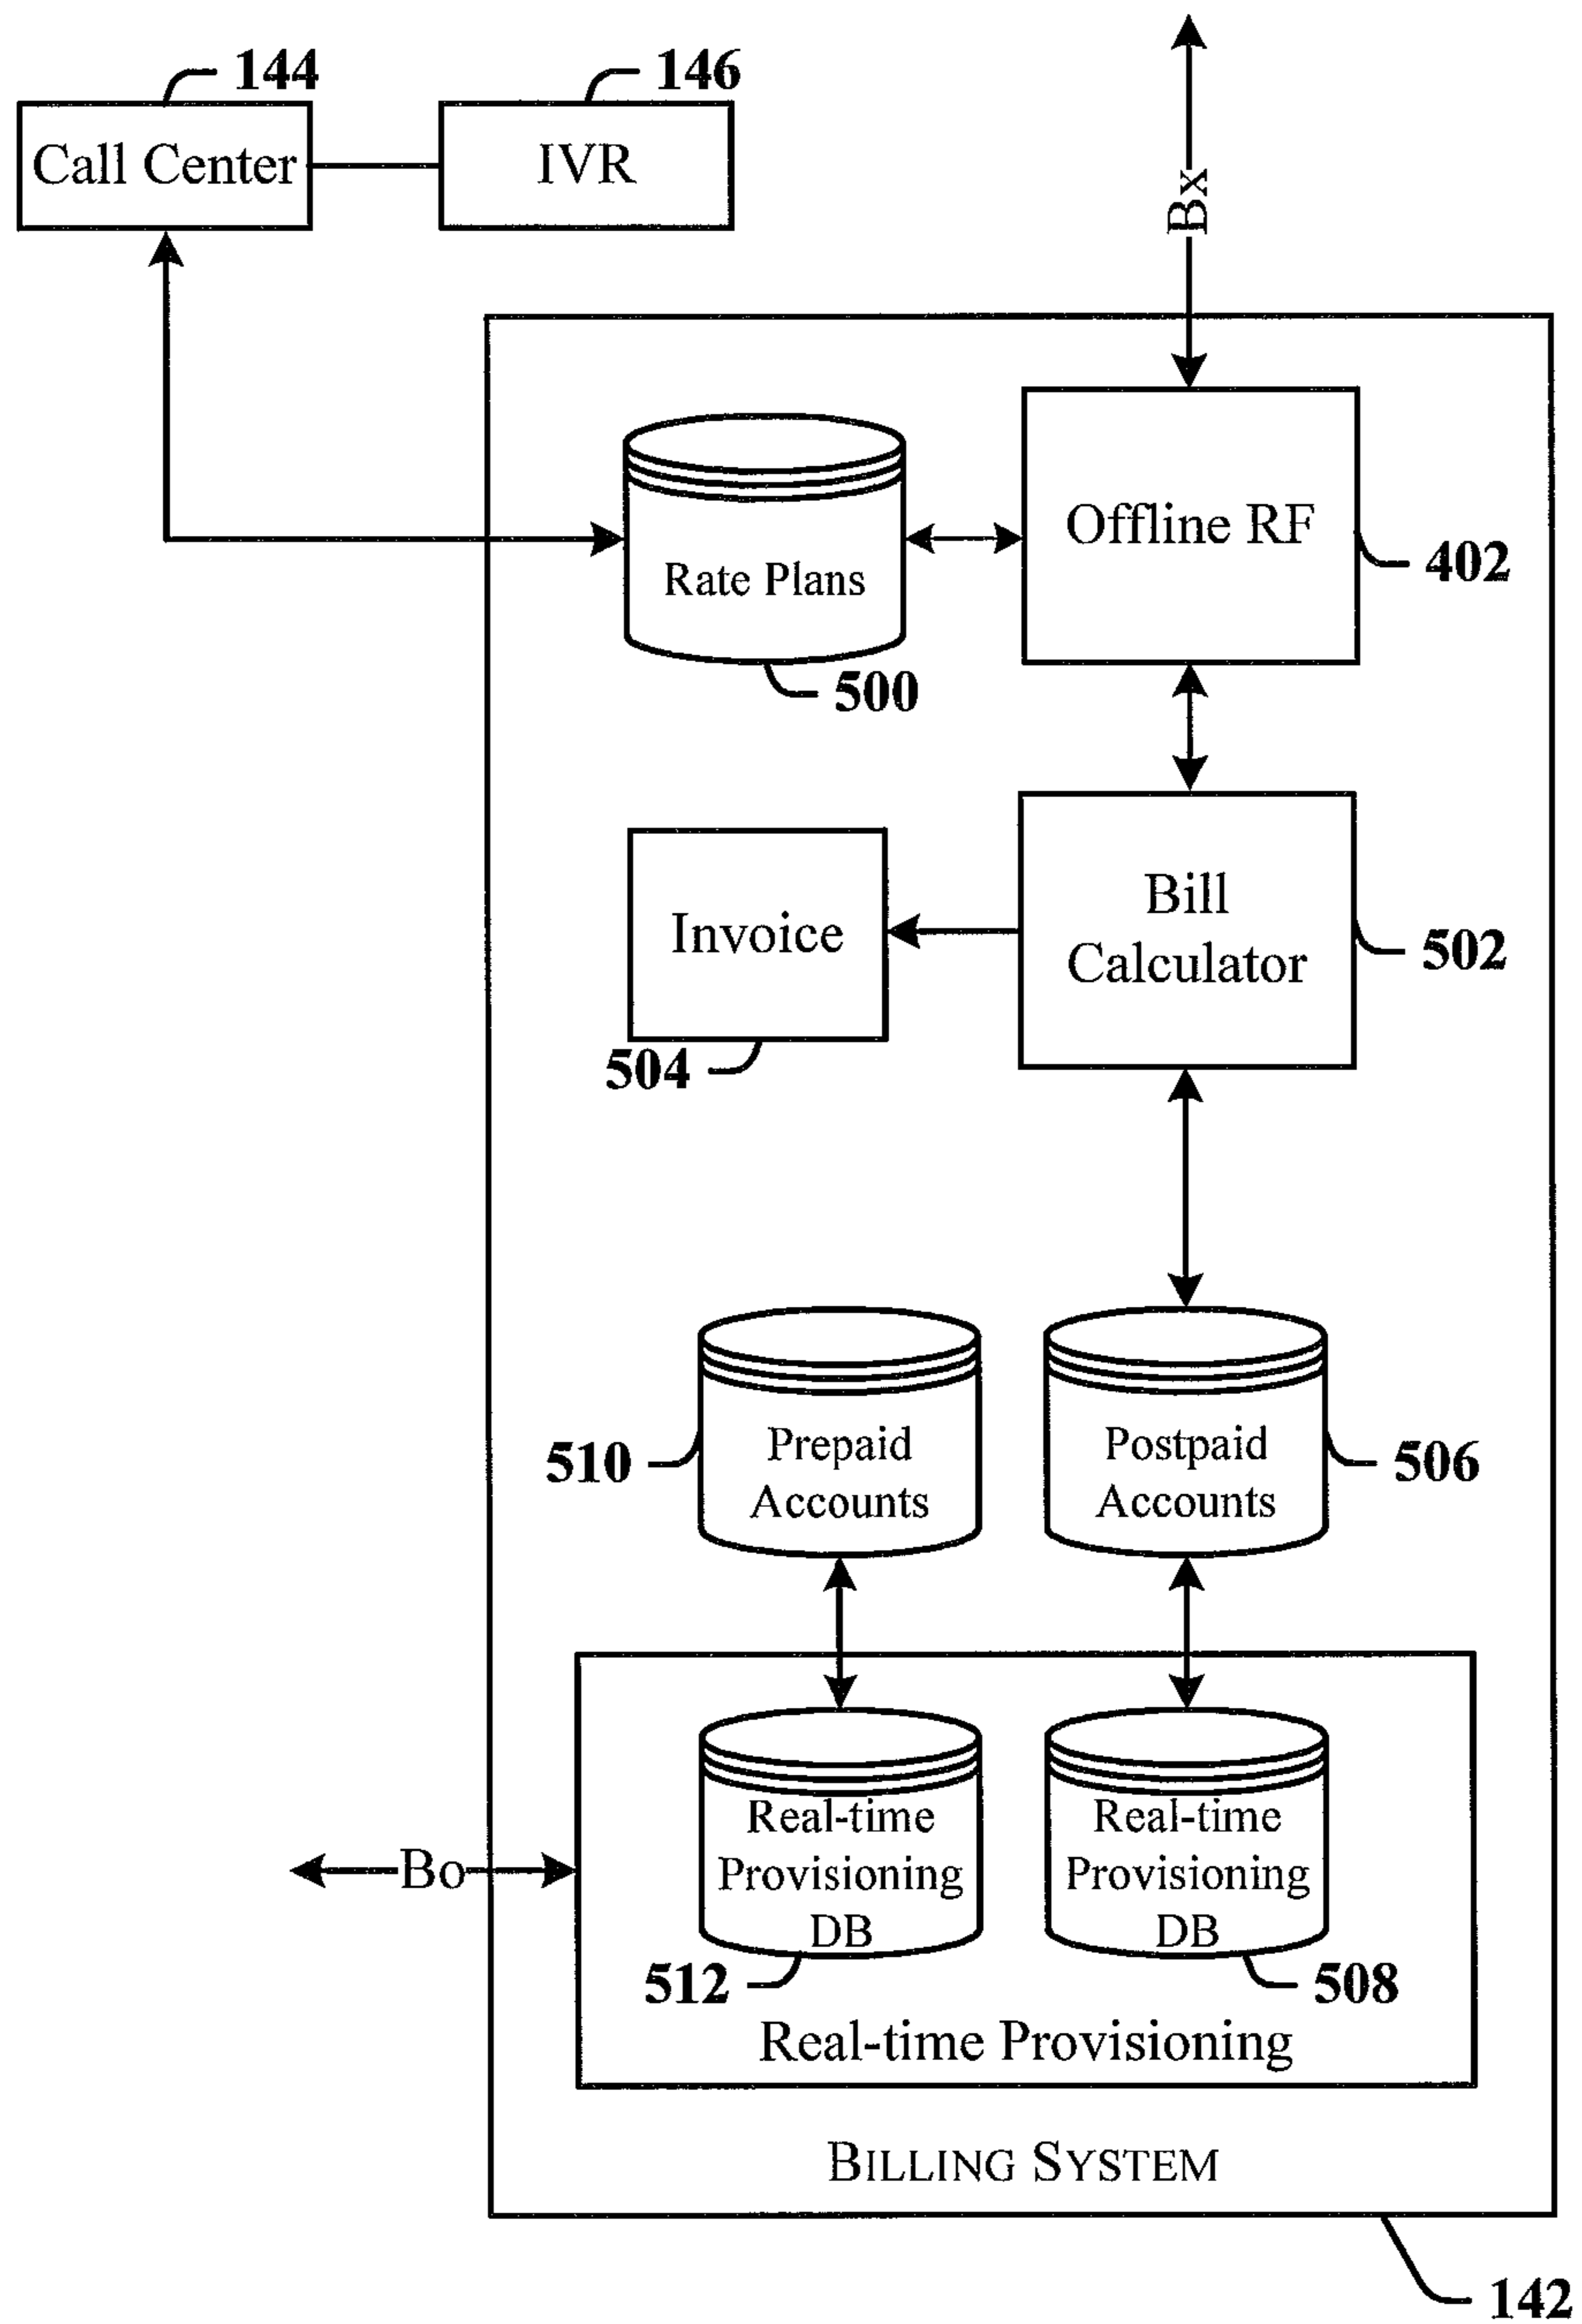 144
146
Call Center
IVR
Bx
Offline RF
402
Rate Plans
500
Bill
Calculator
502
Invoice
504
Prepaid
Accounts
510
Postpaid
Accounts
506
Real-time
Provisioning
DB
512
Real-time
Provisioning
DB
508
Bo
Real-time Provisioning
BILLING SYSTEM
142